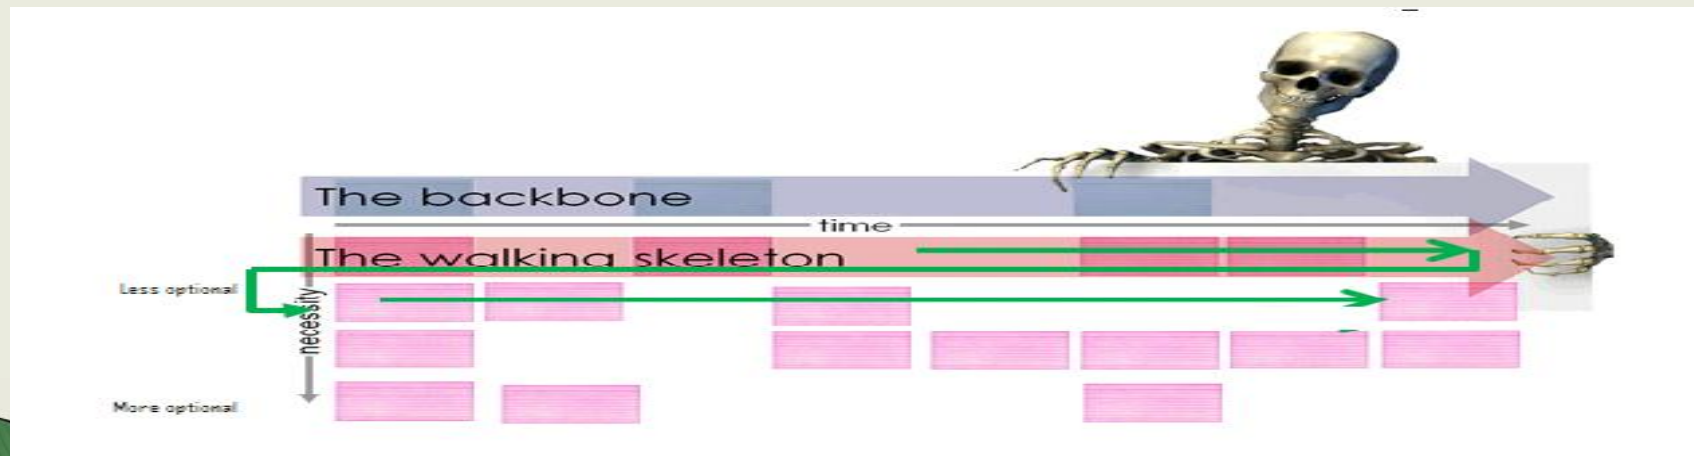 The backbone
time
The walking skeleton
Less optional
necessity
More optional